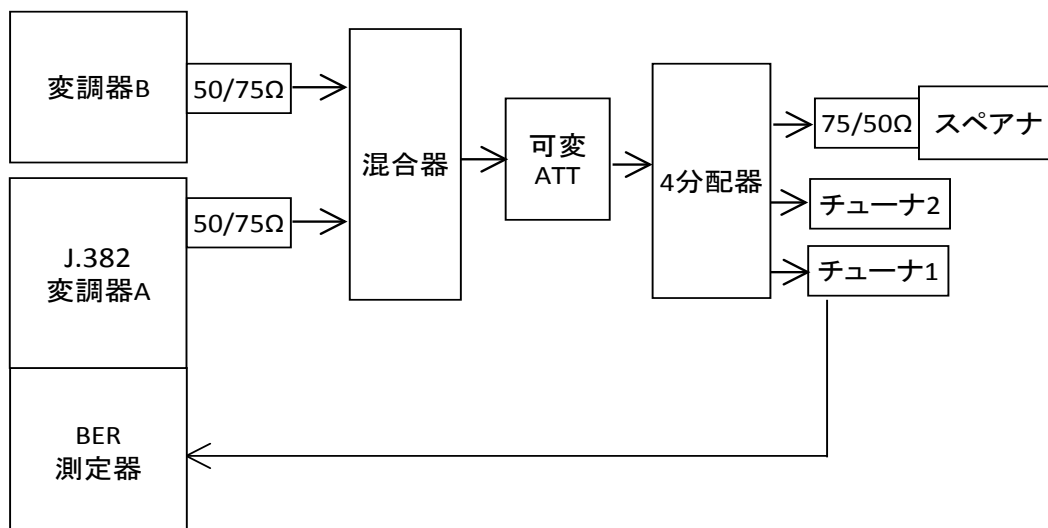 変調器B
50/75Ω
混合器
可変
ATT
4分配器
75/50Ω
スペアナ
チューナ2
チューナ1
J.382
変調器A
50/75Ω
BER
測定器